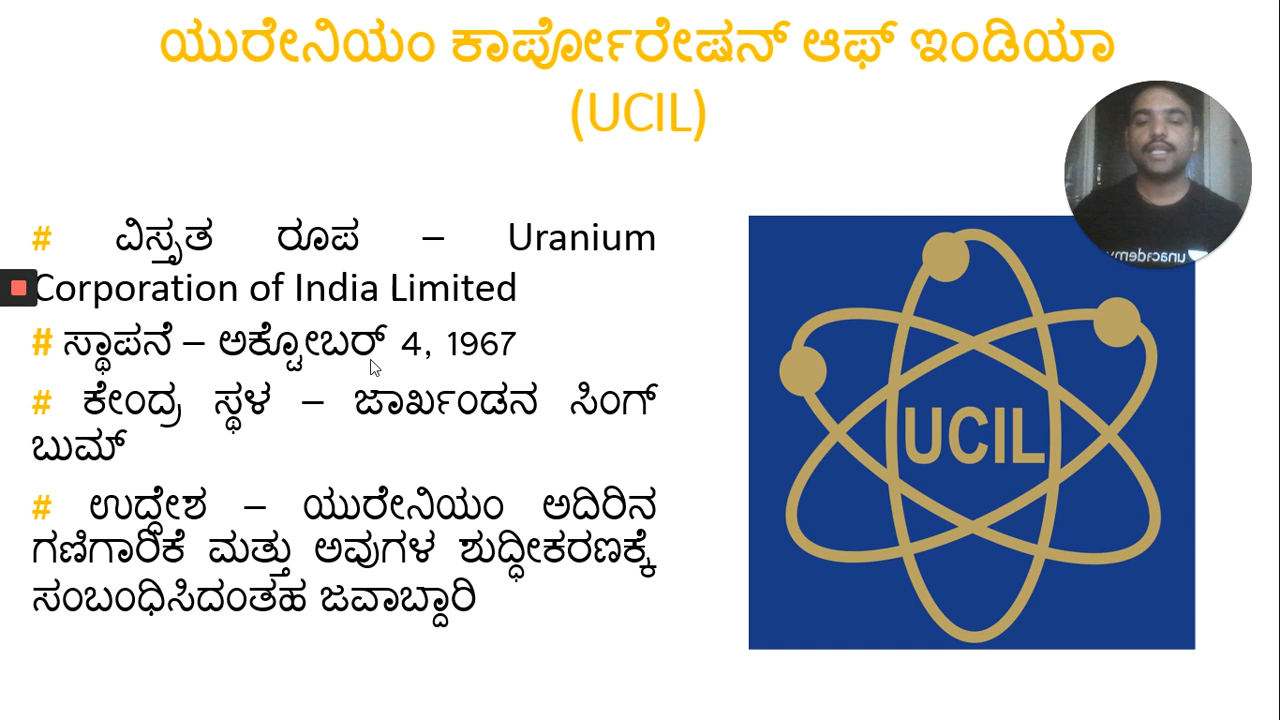 ಯುರೇನಿಯಂ ಕಾರ್ಪೋರೇಷನ್ ಆಫ್ ಇಂಡಿಯಾ
(UCIL)
# ವಿಸ್ತೃತ ರೂಪ – Uranium
Corporation of India Limited
# ಸ್ಥಾಪನೆ – ಅಕ್ಟೋಬರ್ 4, 1967
# ಕೇಂದ್ರ ಸ್ಥಳ – ಜಾರ್ಖಂಡನ ಸಿಂಗ್
ಬುಮ್
# ಉದ್ದೇಶ – ಯುರೇನಿಯಂ ಅದಿರಿನ
ಗಣಿಗಾರಿಕೆ ಮತ್ತು ಅವುಗಳ ಶುದ್ಧೀಕರಣಕ್ಕೆ
ಸಂಬಂಧಿಸಿದಂತಹ ಜವಾಬ್ದಾರಿ
UCIL
unacademy